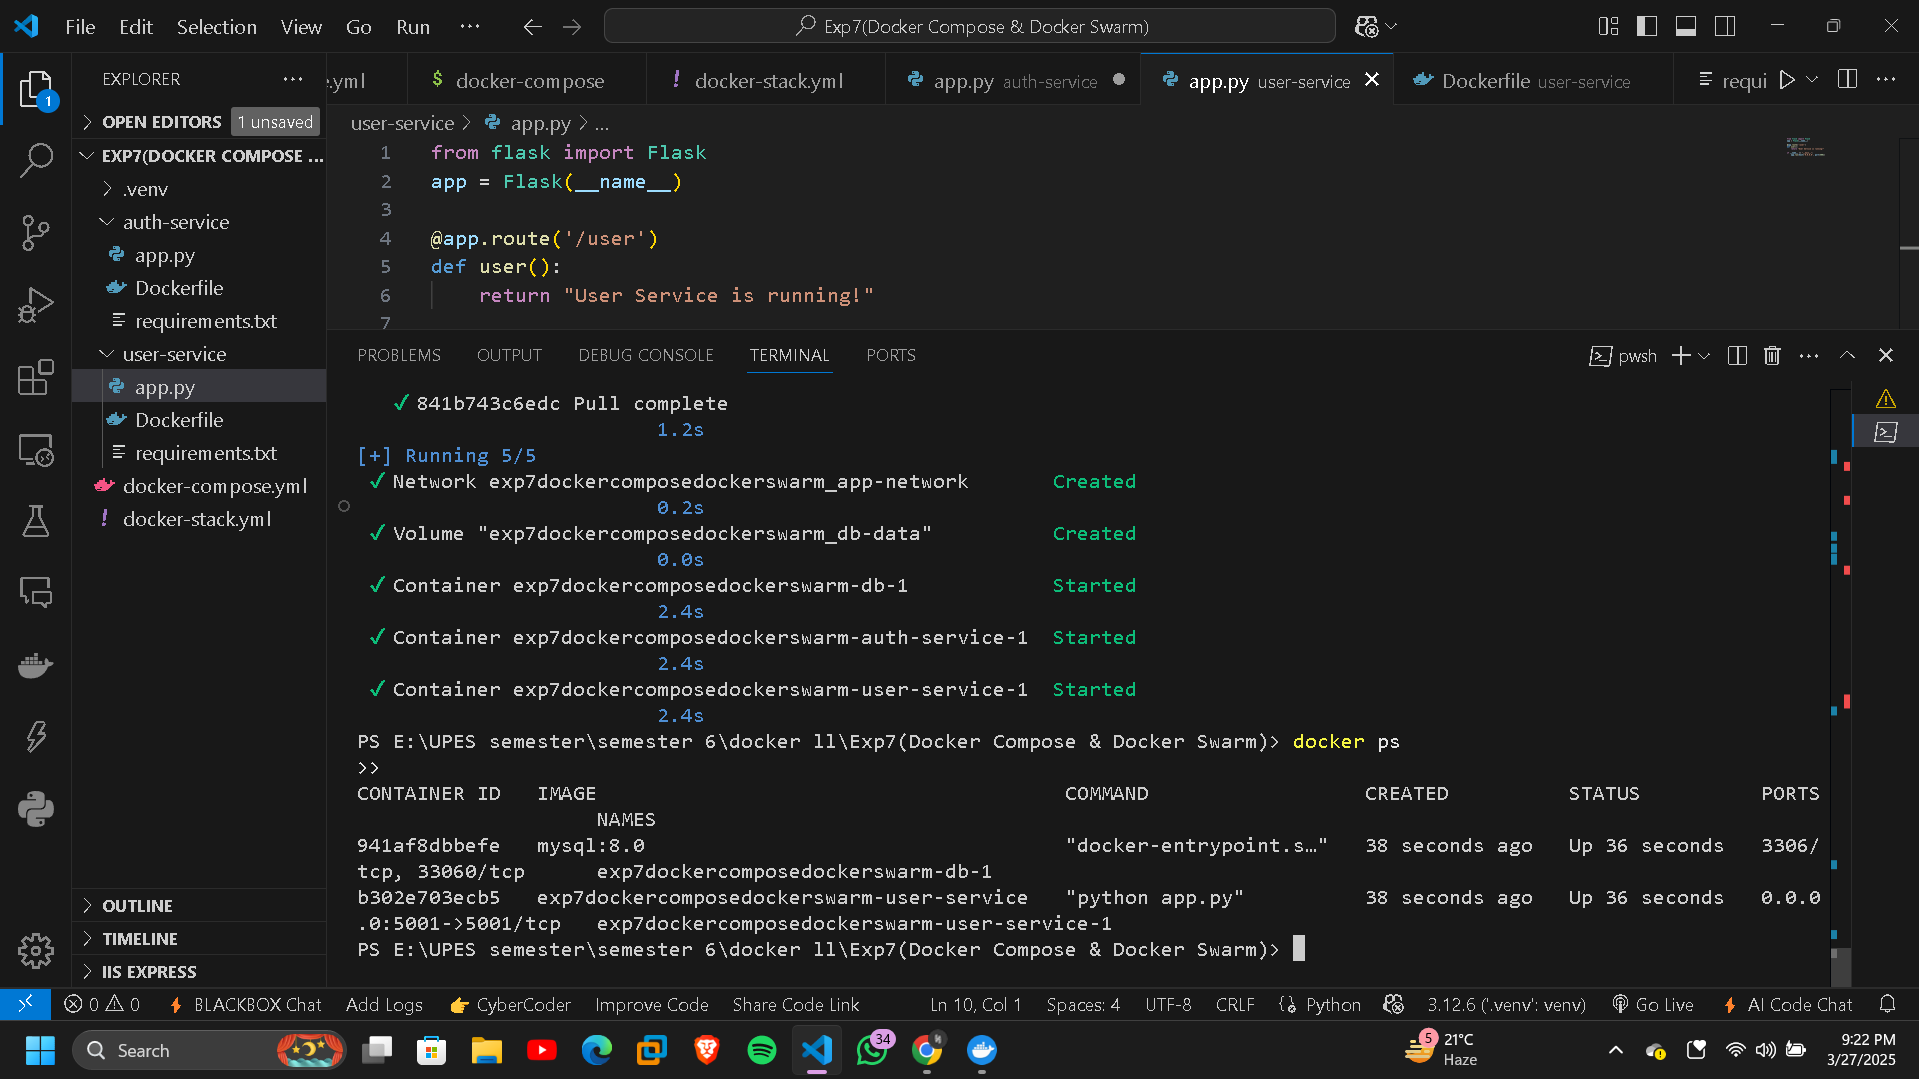 File Edit Selection View Go Run ···
Exp7(Docker Compose & Docker Swarm)
EXPLORER ···
e.yml
$ docker-compose
! docker-stack.yml
app.py auth-service
app.py user-service
Dockerfile user-service
requi
1
OPEN EDITORS 1 unsaved
EXP7(DOCKER COMPOSE ...
.venv
auth-service
app.py
Dockerfile
requirements.txt
user-service
app.py
Dockerfile
requirements.txt
docker-compose.yml
! docker-stack.yml
OUTLINE
TIMELINE
IIS EXPRESS
user-service > app.py > ...
1 from flask import Flask
2 app = Flask(__name__)
3
4 @app.route('/user')
5 def user():
6     return "User Service is running!"
7
PROBLEMS OUTPUT DEBUG CONSOLE TERMINAL PORTS
pwsh
✓ 841b743c6edc Pull complete
1.2s
[+] Running 5/5
✓ Network exp7dockercomposedockerswarm_app-network Created
0.2s
✓ Volume "exp7dockercomposedockerswarm_db-data" Created
0.0s
✓ Container exp7dockercomposedockerswarm-db-1 Started
2.4s
✓ Container exp7dockercomposedockerswarm-auth-service-1 Started
2.4s
✓ Container exp7dockercomposedockerswarm-user-service-1 Started
2.4s
PS E:\UPES semester\semester 6\docker ll\Exp7(Docker Compose & Docker Swarm)> docker ps
>>
CONTAINER ID IMAGE COMMAND CREATED STATUS PORTS
NAMES
941af8dbbefe mysql:8.0 "docker-entrypoint.s…" 38 seconds ago Up 36 seconds 3306/
tcp, 33060/tcp exp7dockercomposedockerswarm-db-1
b302e703ecb5 exp7dockercomposedockerswarm-user-service "python app.py" 38 seconds ago Up 36 seconds 0.0.0
.0:5001->5001/tcp exp7dockercomposedockerswarm-user-service-1
PS E:\UPES semester\semester 6\docker ll\Exp7(Docker Compose & Docker Swarm)>
0 0 BLACKBOX Chat Add Logs CyberCoder Improve Code Share Code Link Ln 10, Col 1 Spaces: 4 UTF-8 CRLF Python 3.12.6 ('.venv': venv) Go Live AI Code Chat
Search
34
5
21°C
Haze
9:22 PM
3/27/2025